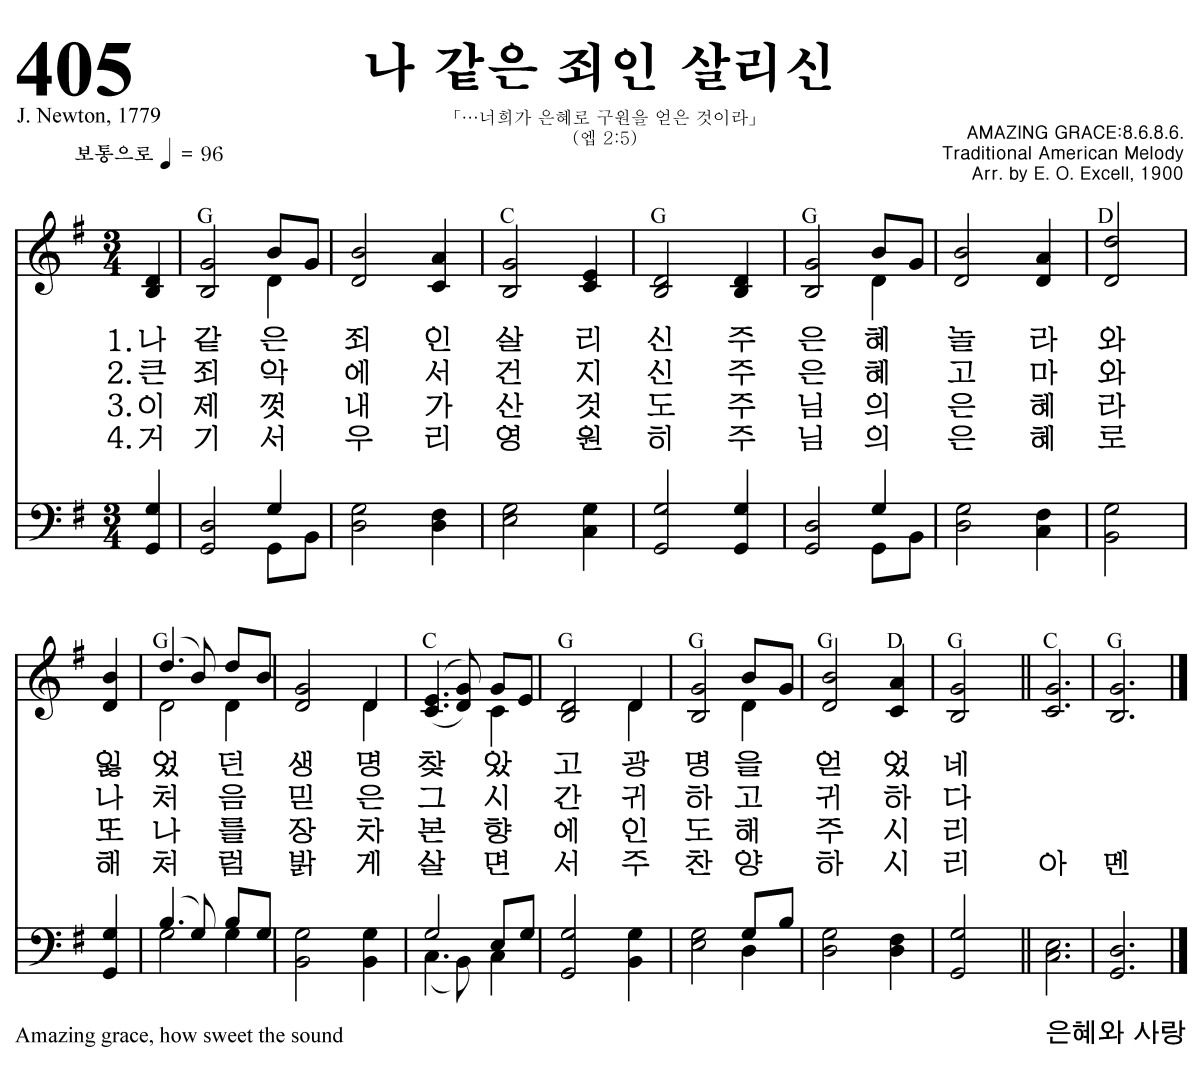 405
나 같은 죄인 살리신
J. Newton, 1779
「…너희가 은혜로 구원을 얻은 것이라」
(엡 2:5)
보통으로 ♩ = 96
AMAZING GRACE:8.6.8.6.
Traditional American Melody
Arr. by E. O. Excell, 1900
G C G G D
3 4
1.나 같 은 죄 인 살 리 신 주 은 혜 놀 라 와
2.큰 죄 악 에 서 건 지 신 주 은 혜 고 마 와
3.이 제 껏 내 가 산 것 도 주 님 의 은 혜 라
4.거 기 서 우 리 영 원 히 주 님 의 은 혜 로
3 4
G C G G G D G C G
잃 었 던 생 명 찾 았 고 광 명 을 얻 었 네
나 처 음 믿 은 그 시 간 귀 하 고 귀 하 다
또 나 를 장 차 본 향 에 인 도 해 주 시 리
해 처 럼 밝 게 살 면 서 주 찬 양 하 시 리 아 멘
Amazing grace, how sweet the sound
은혜와 사랑